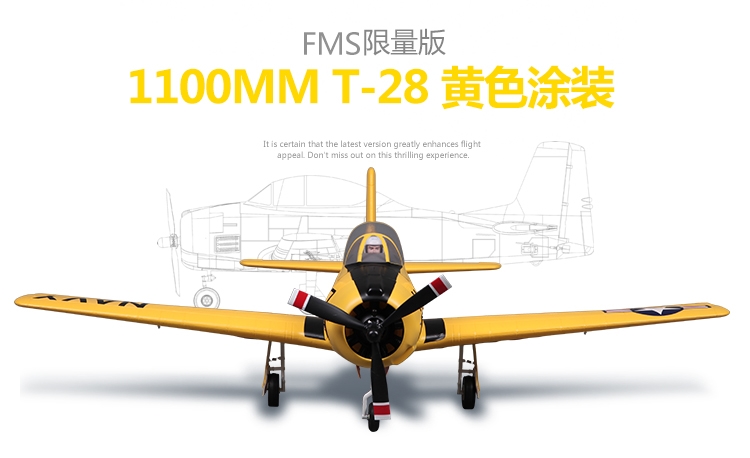 FMS限量版
1100MM T-28 黄色涂装
It is certain that the latest version greatly enhances flight
appeal. Don't miss out on this thrilling experience.
NAVY